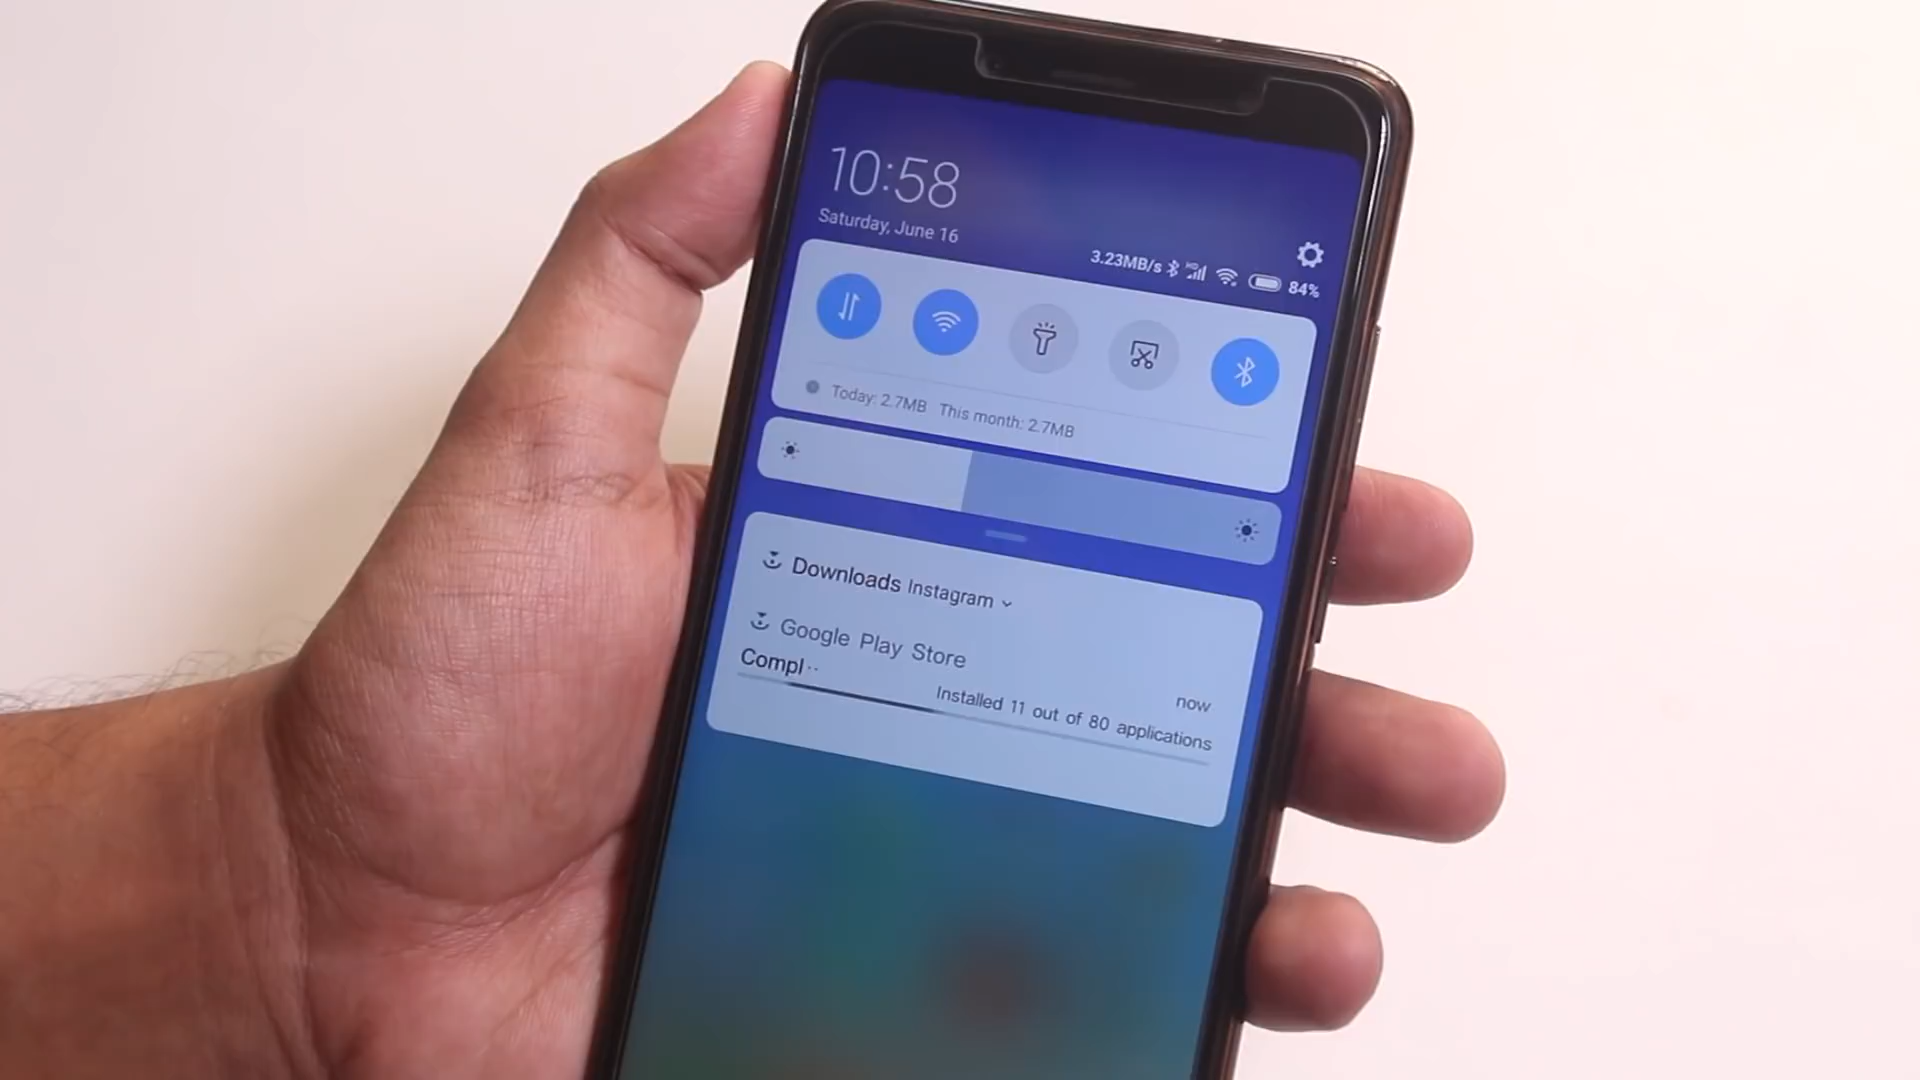 10:58
Saturday, June 16
3.23MB/s HD 84%
Today: 2.7MB This month: 2.7MB
Downloads Instagram
Google Play Store
Compl··
now
Installed 11 out of 80 applications